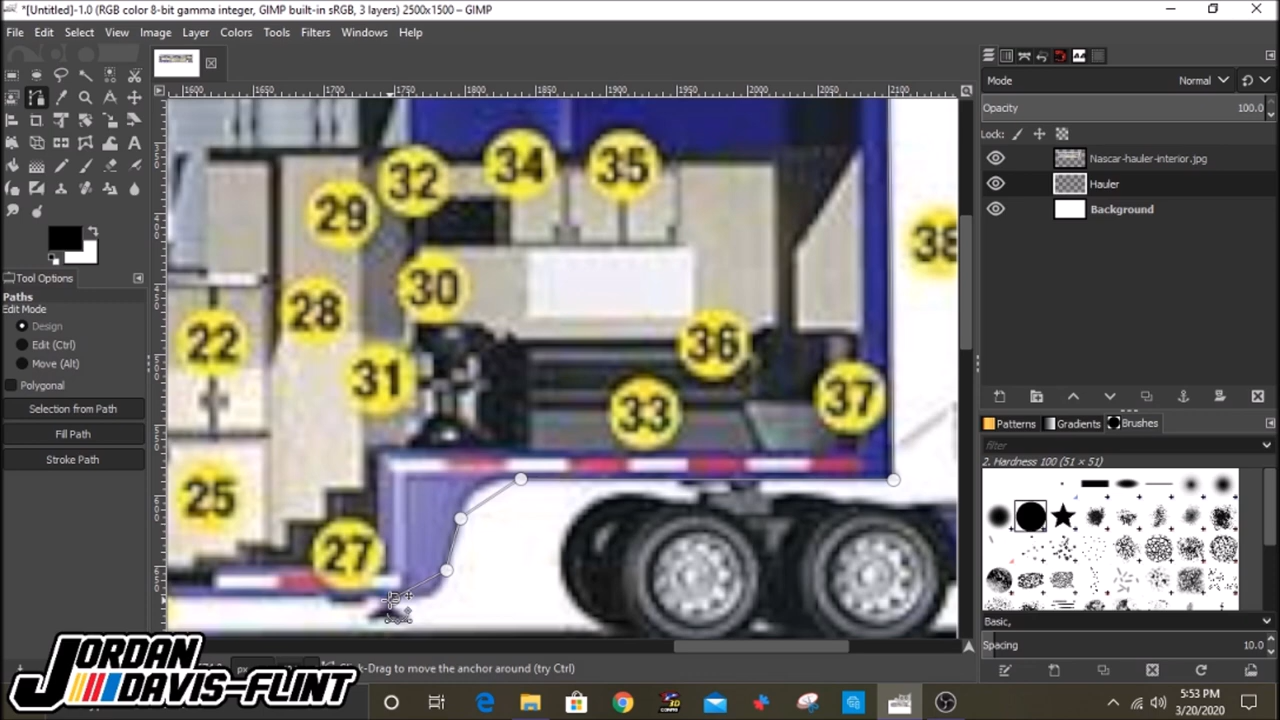 *[Untitled]-1.0 (RGB color 8-bit gamma integer, GIMP built-in sRGB, 3 layers) 2500x1500 – GIMP
File Edit Select View Image Layer Colors Tools Filters Windows Help
Mode Normal
Opacity 100.0
Lock:
Nascar-hauler-interior.jpg
Hauler
Background
1600 1650 1700 1750 1800 1850 1900 1950 2000 2050 2100
Tool Options
Paths
Edit Mode
Design
Edit (Ctrl)
Move (Alt)
Polygonal
Selection from Path
Fill Path
Stroke Path
32
34
35
29
38
30
28
22
36
31
37
33
25
27
Patterns Gradients Brushes
filter
2. Hardness 100 (51 × 51)
Basic,
Spacing 10.0
Click-Drag to move the anchor around (try Ctrl)
JORDAN
DAVIS-FLINT
5:53 PM
3/20/2020